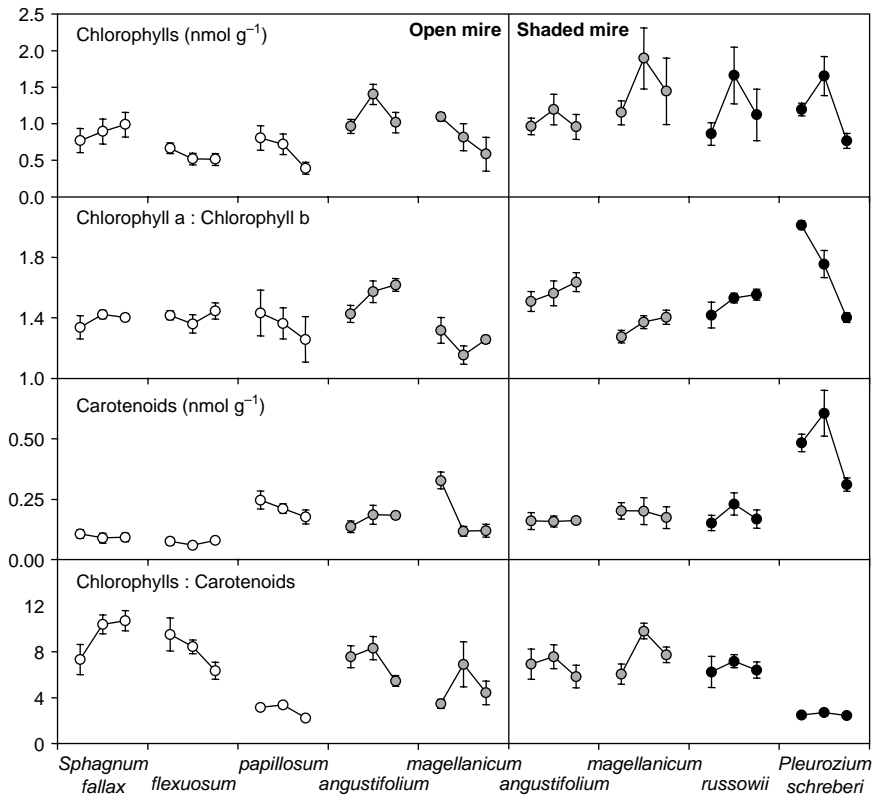 Chlorophylls (nmol g⁻¹)
Open mire
Shaded mire
2.5
2.0
1.5
1.0
0.5
0.0
Chlorophyll a : Chlorophyll b
1.8
1.4
1.0
Carotenoids (nmol g⁻¹)
0.50
0.25
0.00
Chlorophylls : Carotenoids
12
8
4
0
Sphagnum fallax
flexuosum
papillosum
angustifolium
magellanicum
angustifolium
magellanicum
russowii
Pleurozium schreberi